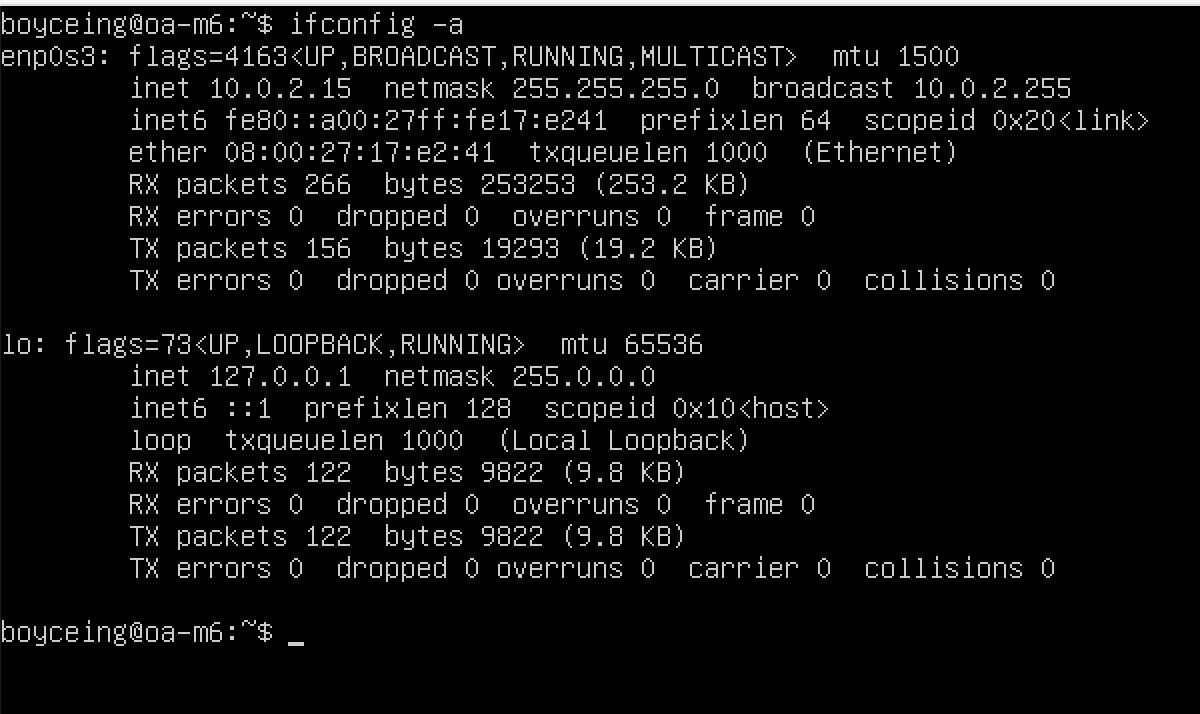 boyceing@oa-m6:~$ ifconfig -a
enp0s3: flags=4163<UP,BROADCAST,RUNNING,MULTICAST>  mtu 1500
        inet 10.0.2.15  netmask 255.255.255.0  broadcast 10.0.2.255
        inet6 fe80::a00:27ff:fe17:e241  prefixlen 64  scopeid 0x20<link>
        ether 08:00:27:17:e2:41  txqueuelen 1000  (Ethernet)
        RX packets 266  bytes 253253 (253.2 KB)
        RX errors 0  dropped 0  overruns 0  frame 0
        TX packets 156  bytes 19293 (19.2 KB)
        TX errors 0  dropped 0 overruns 0  carrier 0  collisions 0

lo: flags=73<UP,LOOPBACK,RUNNING>  mtu 65536
        inet 127.0.0.1  netmask 255.0.0.0
        inet6 ::1  prefixlen 128  scopeid 0x10<host>
        loop  txqueuelen 1000  (Local Loopback)
        RX packets 122  bytes 9822 (9.8 KB)
        RX errors 0  dropped 0  overruns 0  frame 0
        TX packets 122  bytes 9822 (9.8 KB)
        TX errors 0  dropped 0 overruns 0  carrier 0  collisions 0

boyceing@oa-m6:~$ _